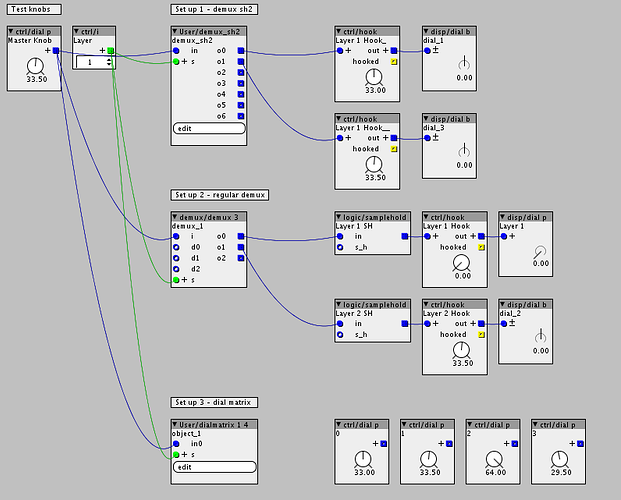 Test knobs
▼ ctrl/dial p
Master Knob
+
33.50
▼ ctrl/i
Layer
+
1
Set up 1 - demux sh2
▼ User/demux_sh2
demux_sh2
in o0
+ s o1
o2
o3
o4
o5
o6
edit
▼ ctrl/hook
Layer 1 Hook_
+ out +
hooked
33.00
▼ disp/dial b
dial_1
±
0.00
▼ ctrl/hook
Layer 1 Hook__
+ out +
hooked
33.50
▼ disp/dial b
dial_3
±
0.00
Set up 2 - regular demux
▼ demux/demux 3
demux_1
i o0
d0 o1
d1 o2
d2
+ s
▼ logic/samplehold
Layer 1 SH
in
s_h
▼ ctrl/hook
Layer 1 Hook
+ out +
hooked
0.00
▼ disp/dial p
Layer 1
+
0.00
▼ logic/samplehold
Layer 2 SH
in
s_h
▼ ctrl/hook
Layer 2 Hook
+ out +
hooked
33.50
▼ disp/dial b
dial_2
±
0.00
Set up 3 - dial matrix
▼ User/dialmatrix 1 4
object_1
in0
+ s
edit
▼ ctrl/dial p
0
+
33.00
▼ ctrl/dial p
1
+
33.50
▼ ctrl/dial p
2
+
64.00
▼ ctrl/dial p
3
+
29.50